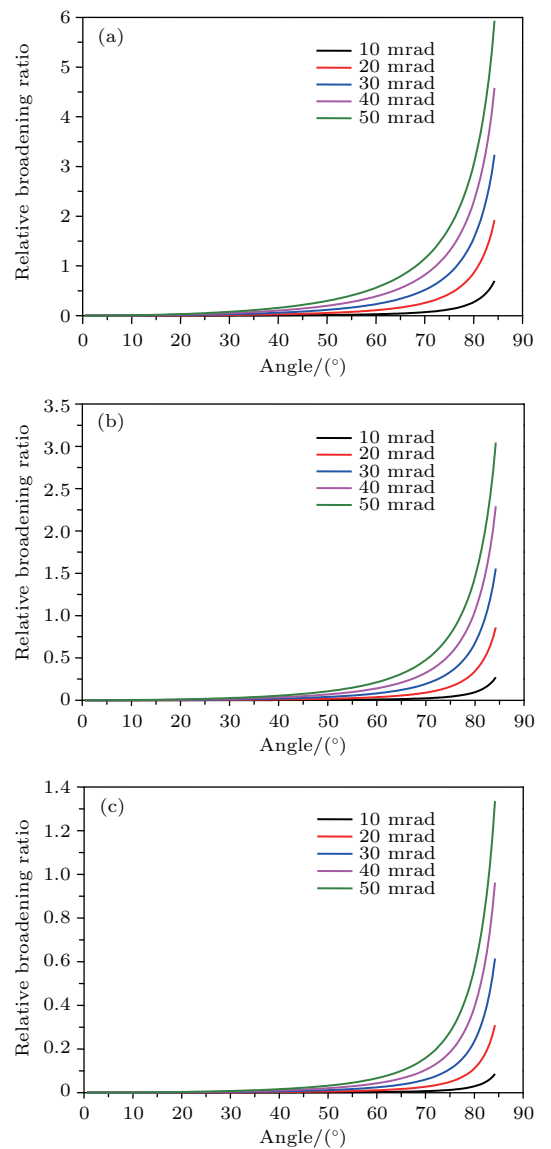 (a)
10 mrad
20 mrad
30 mrad
40 mrad
50 mrad
Relative broadening ratio
6
5
4
3
2
1
0
0 10 20 30 40 50 60 70 80 90
Angle/(°)
(b)
10 mrad
20 mrad
30 mrad
40 mrad
50 mrad
Relative broadening ratio
3.5
3.0
2.5
2.0
1.5
1.0
0.5
0
0 10 20 30 40 50 60 70 80 90
Angle/(°)
(c)
10 mrad
20 mrad
30 mrad
40 mrad
50 mrad
Relative broadening ratio
1.4
1.2
1.0
0.8
0.6
0.4
0.2
0
0 10 20 30 40 50 60 70 80 90
Angle/(°)